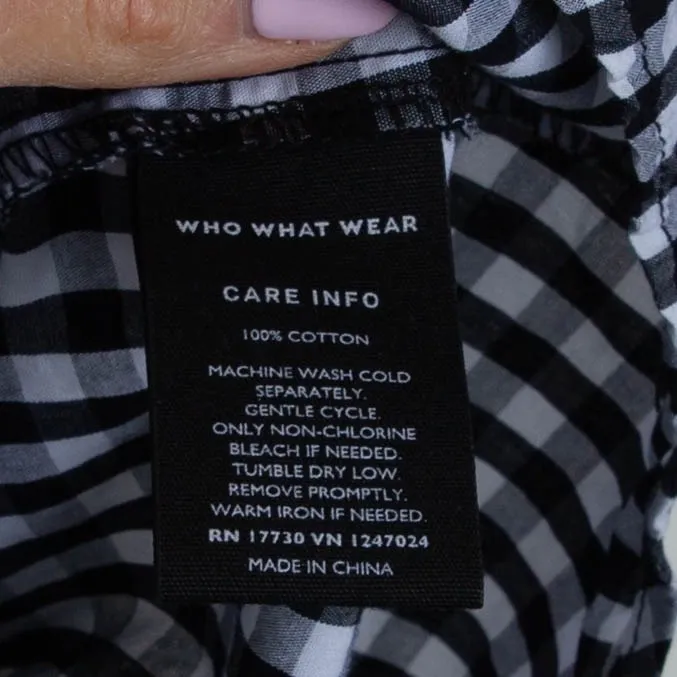 WHO WHAT WEAR
CARE INFO
100% COTTON
MACHINE WASH COLD
SEPARATELY.
GENTLE CYCLE.
ONLY NON-CHLORINE
BLEACH IF NEEDED.
TUMBLE DRY LOW.
REMOVE PROMPTLY.
WARM IRON IF NEEDED.
RN 17730 VN 1247024
MADE IN CHINA